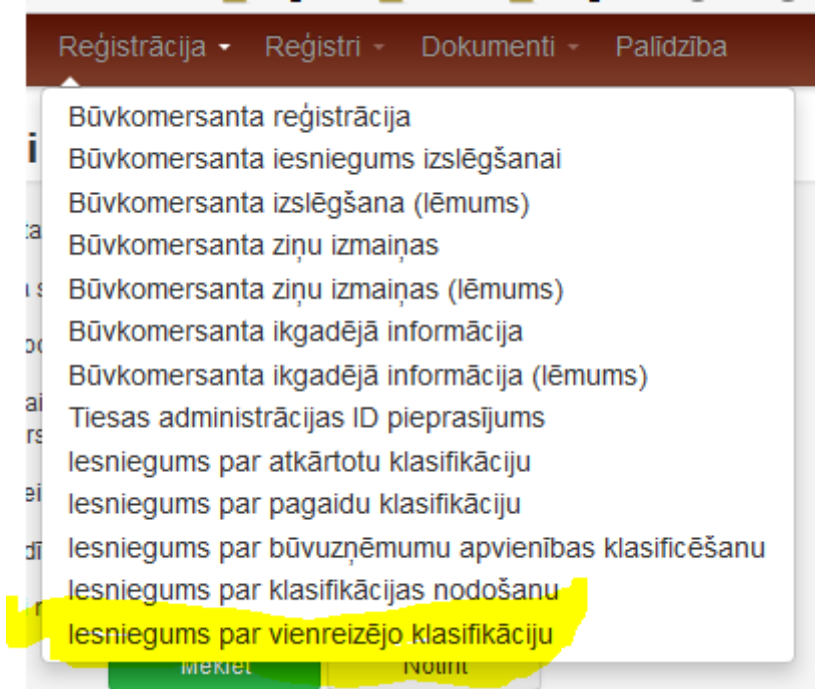 Reģistrācija Reģistri Dokumenti Palīdzība
Būvkomersanta reģistrācija
Būvkomersanta iesniegums izslēgšanai
Būvkomersanta izslēgšana (lēmums)
Būvkomersanta ziņu izmaiņas
Būvkomersanta ziņu izmaiņas (lēmums)
Būvkomersanta ikgadējā informācija
Būvkomersanta ikgadējā informācija (lēmums)
Tiesas administrācijas ID pieprasījums
Iesniegums par atkārtotu klasifikāciju
Iesniegums par pagaidu klasifikāciju
Iesniegums par būvuzņēmumu apvienības klasificēšanu
Iesniegums par klasifikācijas nodošanu
Iesniegums par vienreizējo klasifikāciju
Meklēt Notīrīt